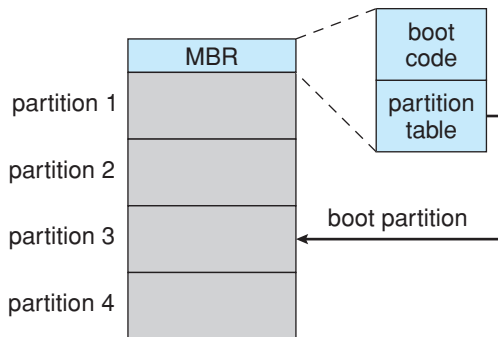 MBR
boot
code
partition
table
partition 1
partition 2
boot partition
partition 3
partition 4